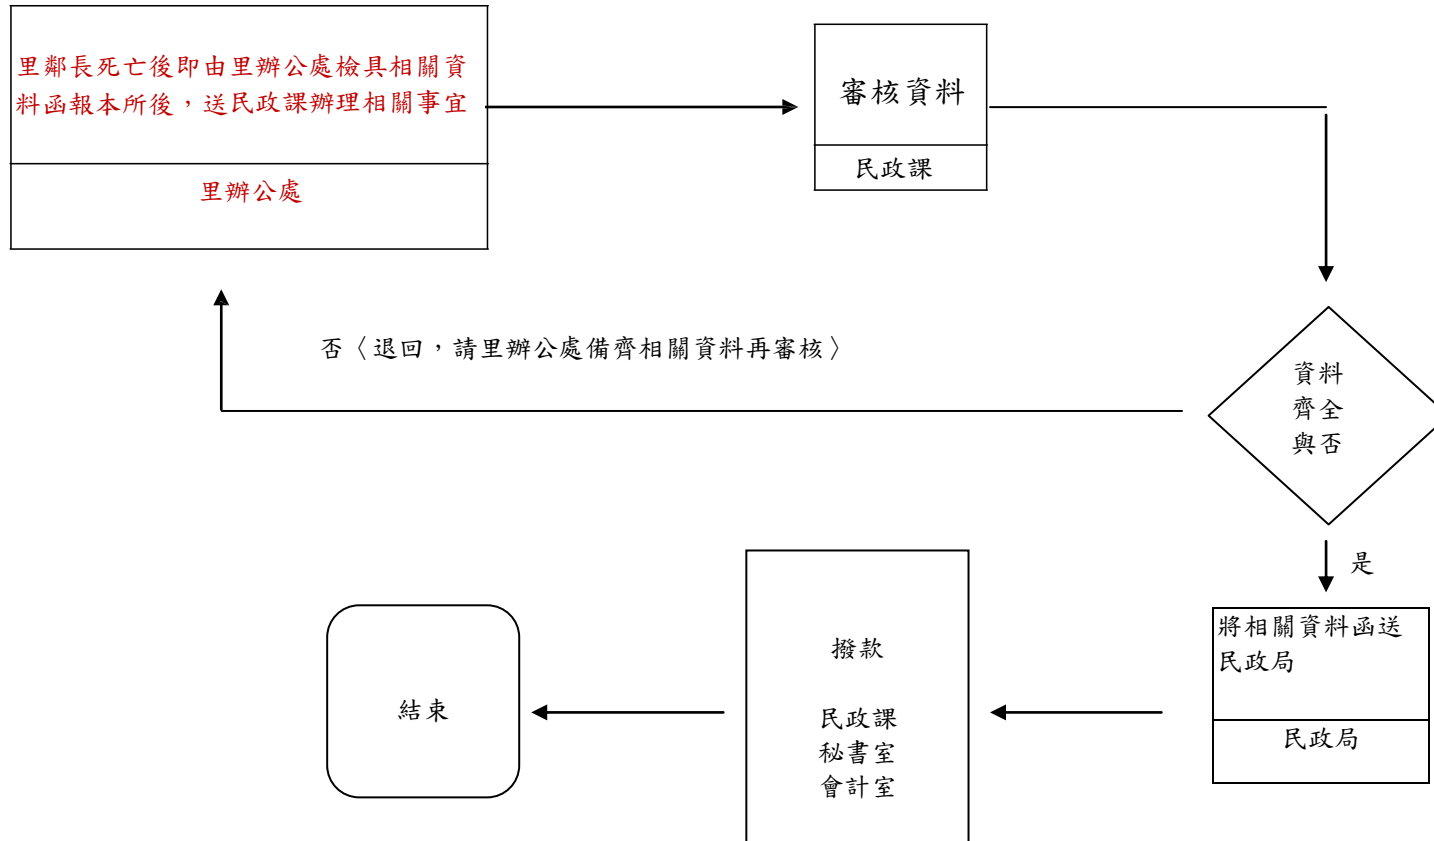 里鄰長死亡後即由里辦公處檢具相關資
料函報本所後，送民政課辦理相關事宜
里辦公處
審核資料
民政課
否〈退回，請里辦公處備齊相關資料再審核〉
資料
齊全
與否
是
將相關資料函送
民政局
民政局
撥款
民政課
秘書室
會計室
結束